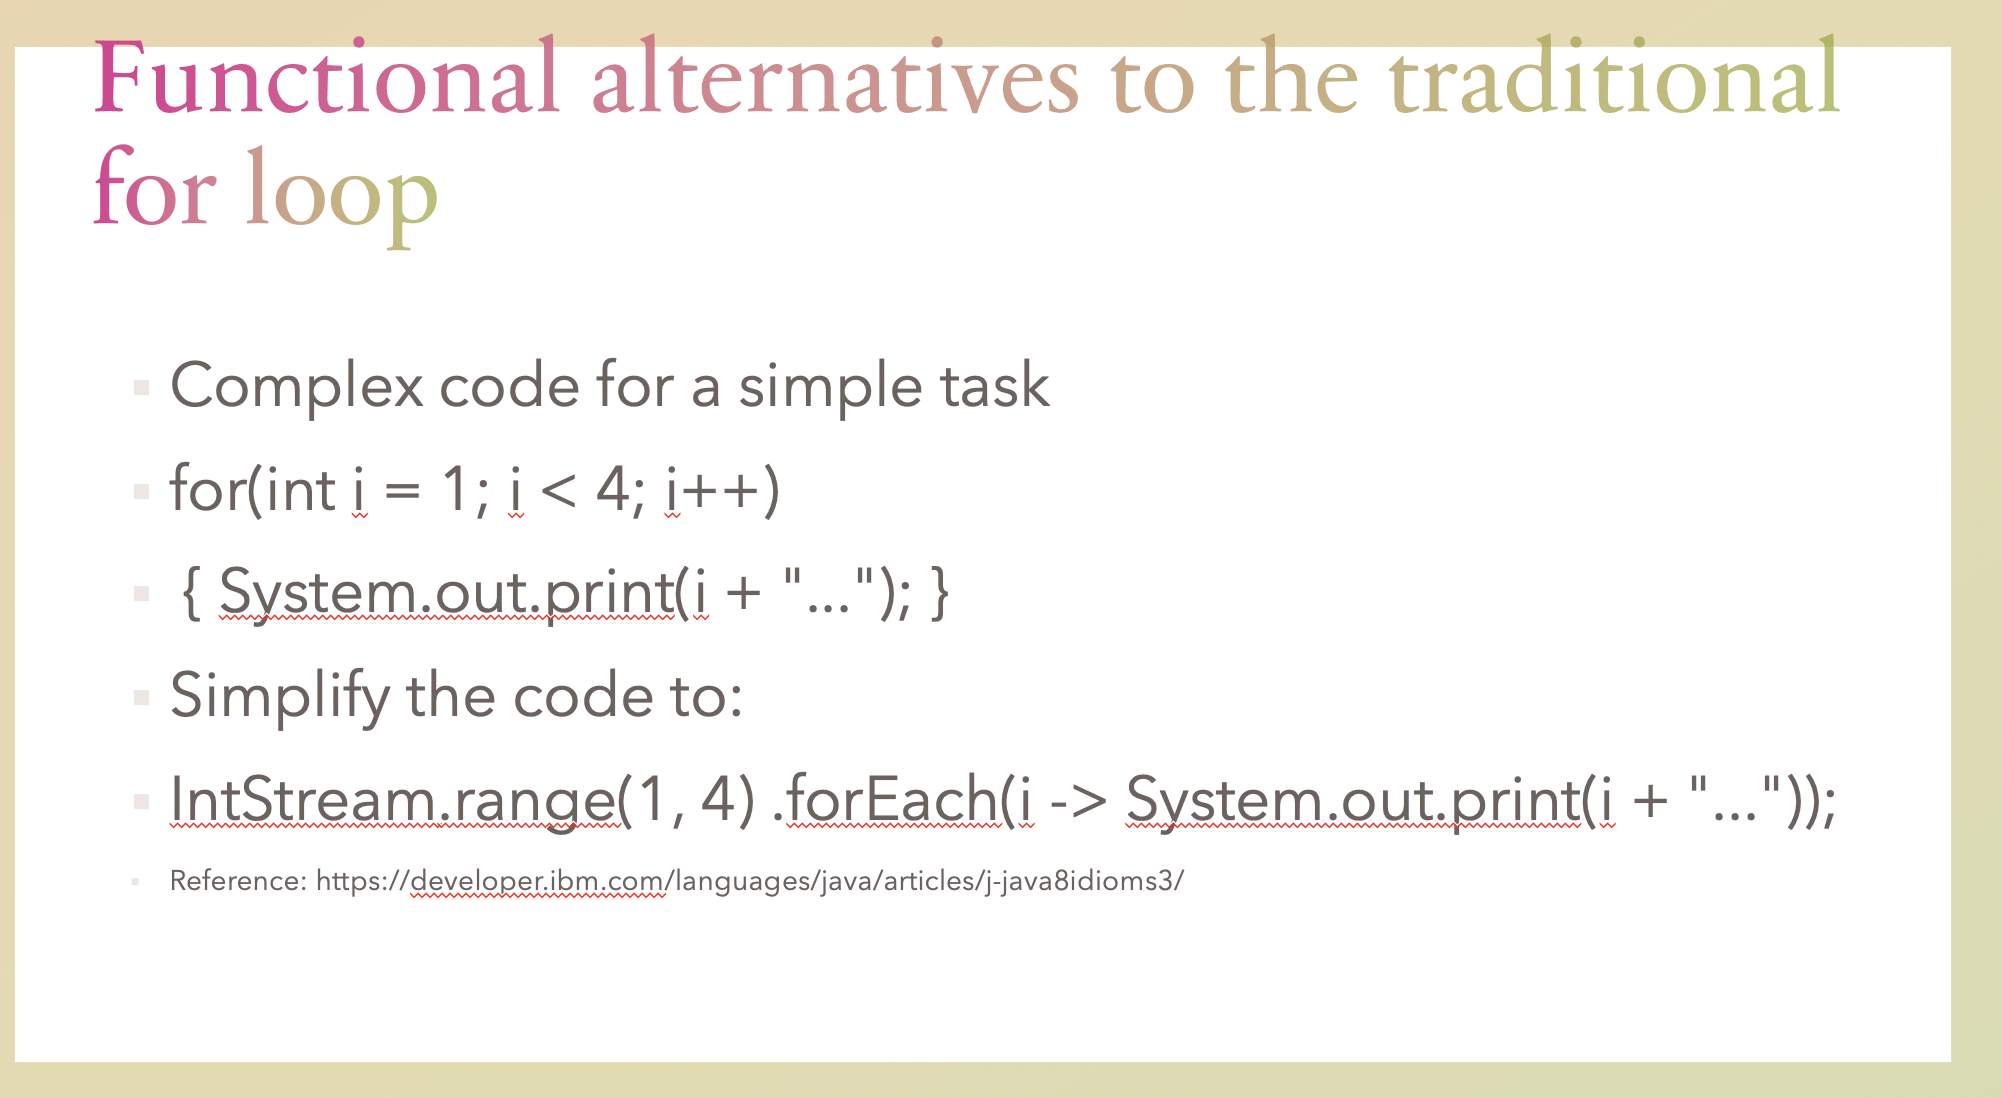 Functional alternatives to the traditional
for loop
Complex code for a simple task
for(int i = 1; i < 4; i++)
{ System.out.print(i + "..."); }
Simplify the code to:
IntStream.range(1, 4) .forEach(i -> System.out.print(i + "..."));
Reference: https://developer.ibm.com/languages/java/articles/j-java8idioms3/